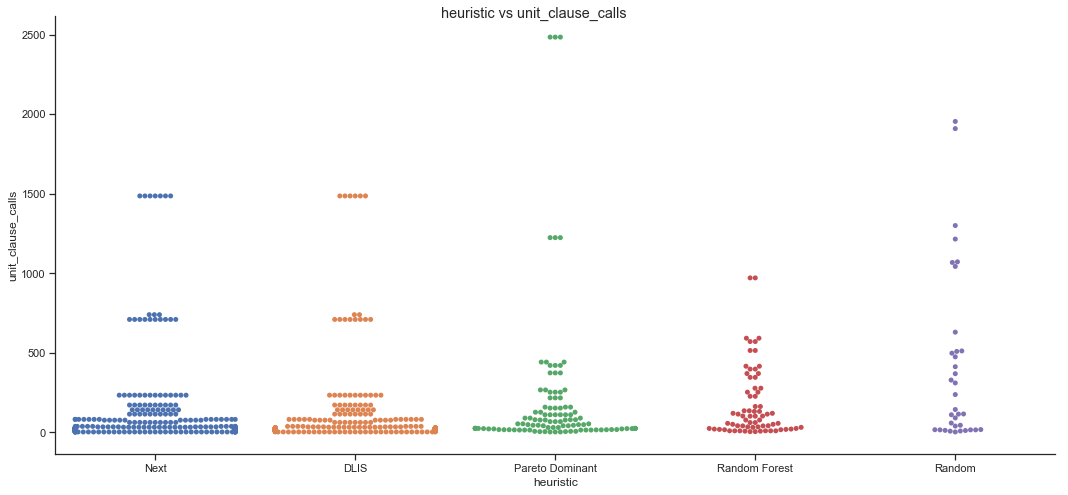 heuristic vs unit_clause_calls
2500
2000
1500
1000
500
0
unit_clause_calls
Next DLIS Pareto Dominant Random Forest Random
heuristic